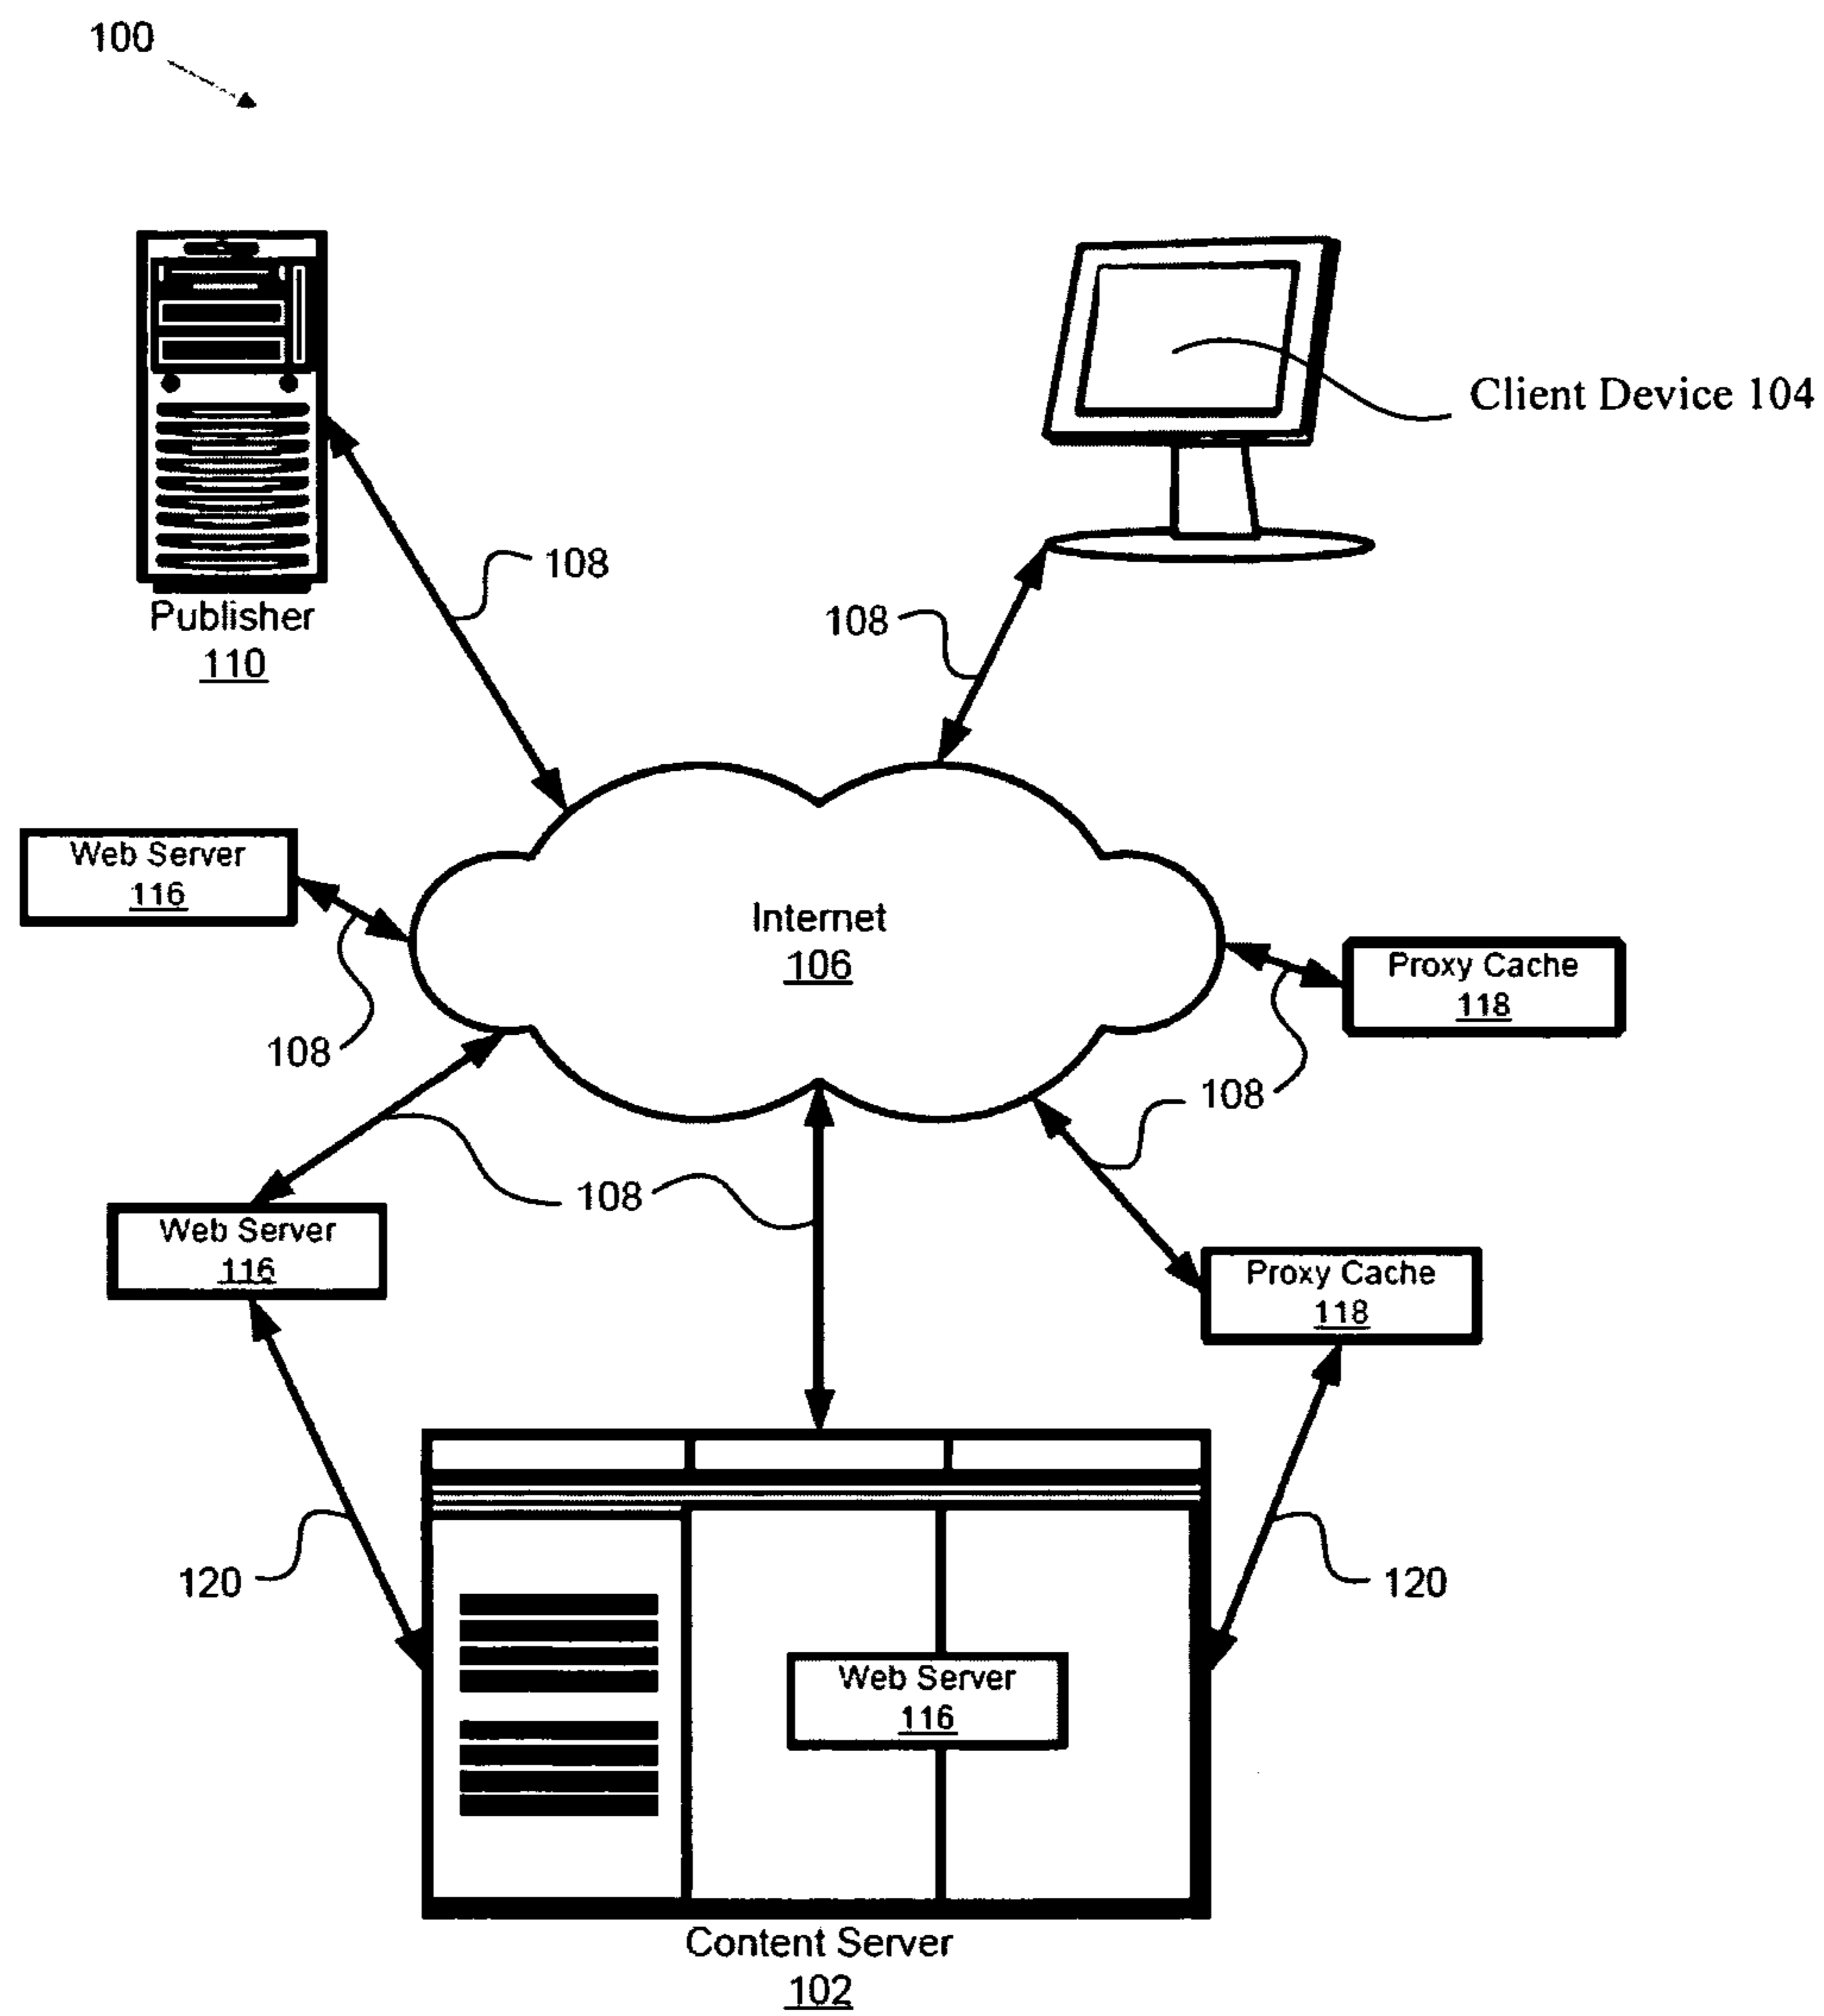 100
Client Device 104
108
Publisher
110
108
Web Server
116
Internet
106
Proxy Cache
118
108
108
108
Web Server
116
Proxy Cache
118
120
120
Web Server
116
Content Server
102